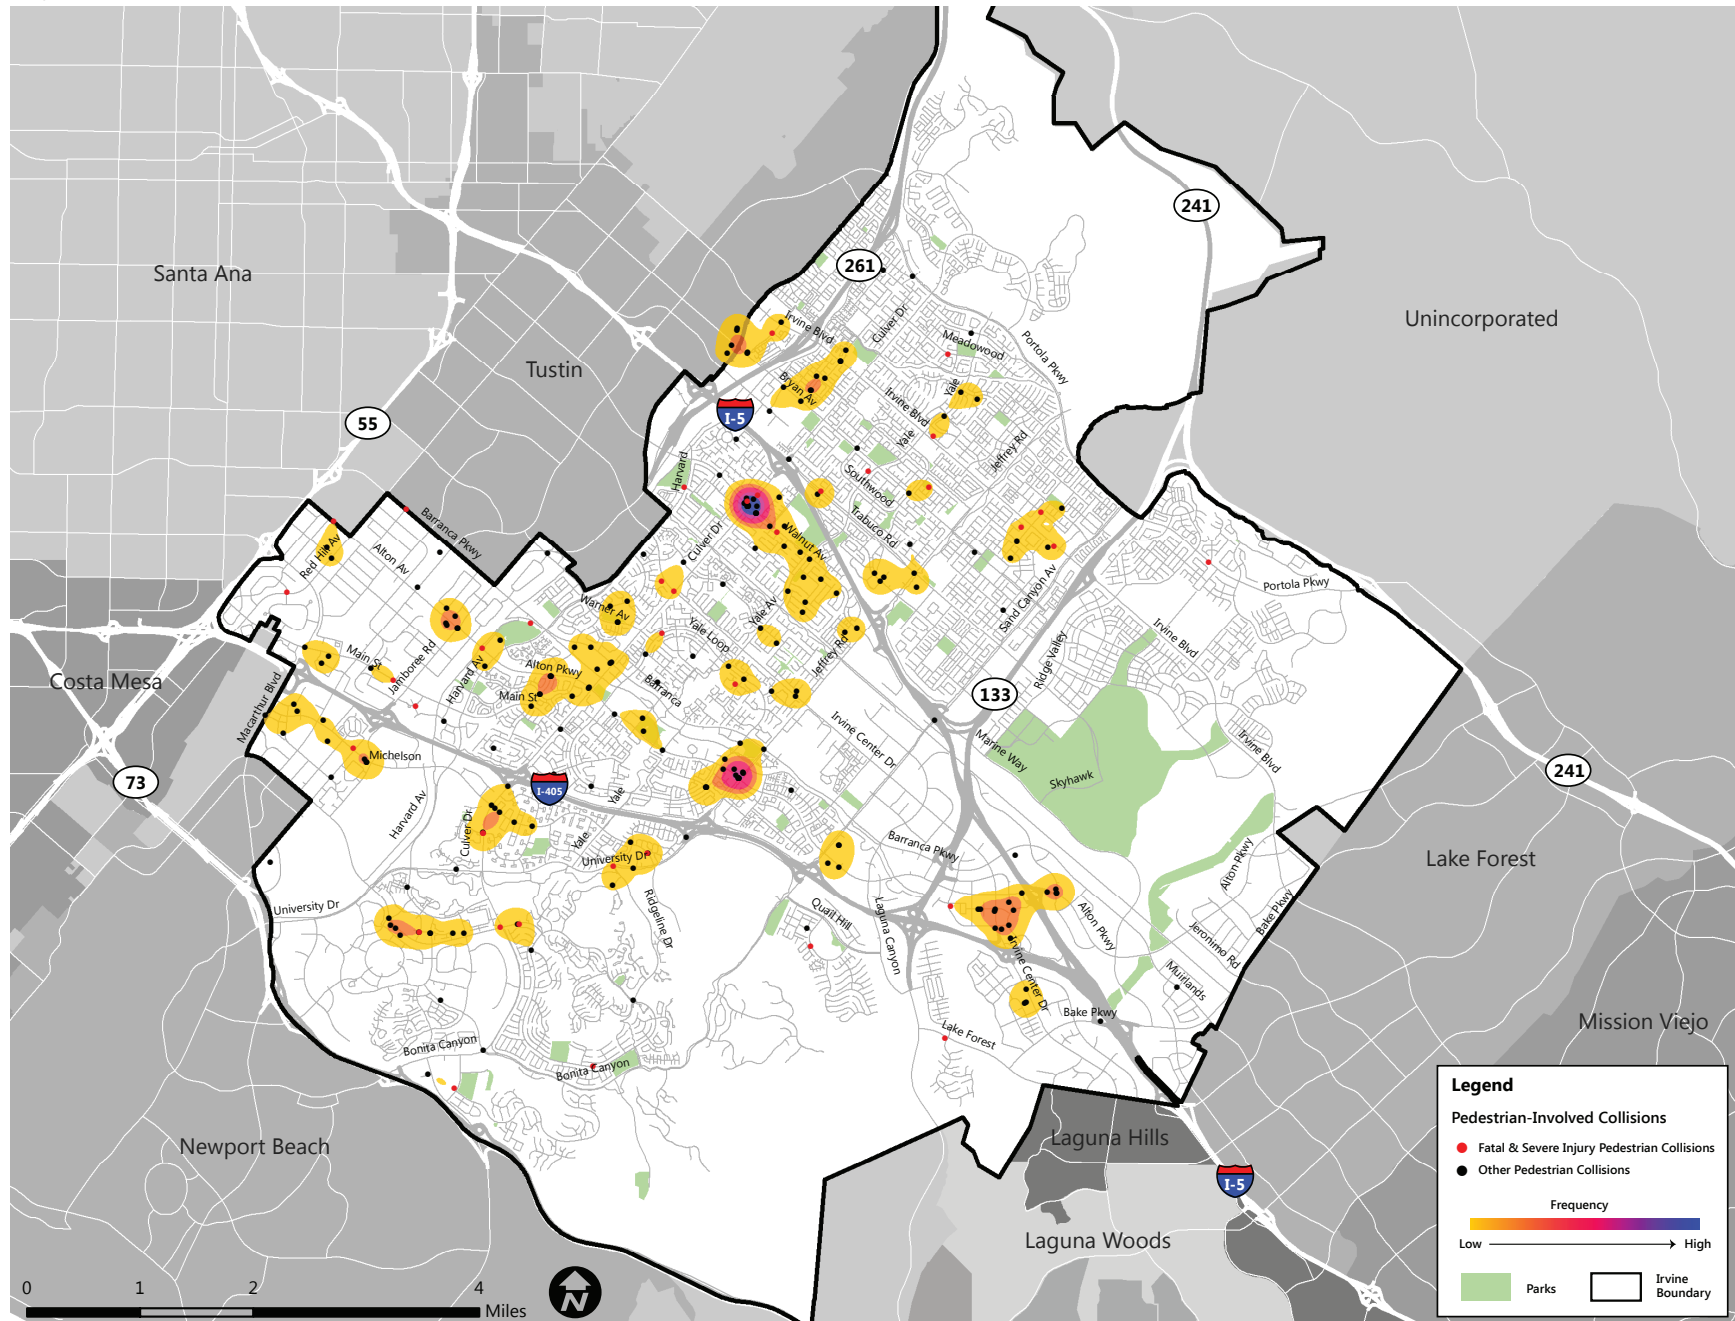 241
Santa Ana
261
Unincorporated
Irvine Blvd
Culver Dr
Meadowood
Portola Pkwy
Tustin
Bryan Av
Yale
Irvine Blvd
55
I-5
Yale
Jeffrey Rd
Harvard
Southwood
Trabuco Rd
Barranca Pkwy
Red Hill Av
Alton Av
Culver Dr
Walnut Av
Portola Pkwy
Sand Canyon Av
Warner Av
Yale Av
Yale Loop
Irvine Blvd
Jeffrey Rd
Ridge Valley
Main St
Jamboree Rd
Harvard Av
Alton Pkwy
Main St
Barranca
Costa Mesa
Macarthur Blvd
133
Irvine Center Dr
Marine Way
Irvine Blvd
Michelson
Skyhawk
241
73
I-405
Yale
Harvard Av
Culver Dr
Yale
University Dr
Barranca Pkwy
Alton Pkwy
Lake Forest
University Dr
Ridgeline Dr
Quail Hill
Laguna Canyon
Alton Pkwy
Bake Pkwy
Jeronimo Rd
Irvine Center Dr
Muirlands
Bake Pkwy
Mission Viejo
Lake Forest
Bonita Canyon
Bonita Canyon
Newport Beach
Laguna Hills
I-5
Laguna Woods
Legend
Pedestrian-Involved Collisions
Fatal & Severe Injury Pedestrian Collisions
Other Pedestrian Collisions
Frequency
Low High
Parks
Irvine
Boundary
0 1 2 4
Miles
N